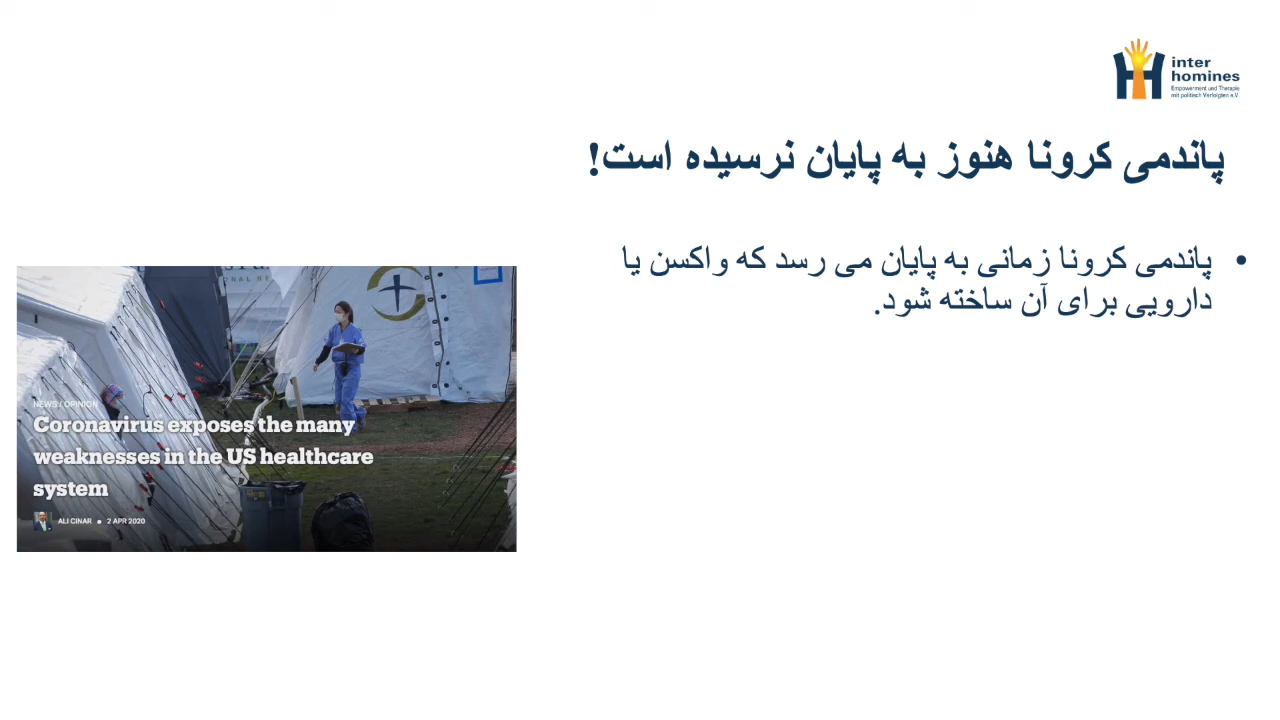 inter
homines
Empowerment und Therapie
mit politisch Verfolgten e.V.
پاندمی کرونا هنوز به پایان نرسیده است!
• پاندمی کرونا زمانی به پایان می رسد که واکسن یا
دارویی برای آن ساخته شود.
NEWS / OPINION
Coronavirus exposes the many
weaknesses in the US healthcare
system
ALI CINAR • 2 APR 2020